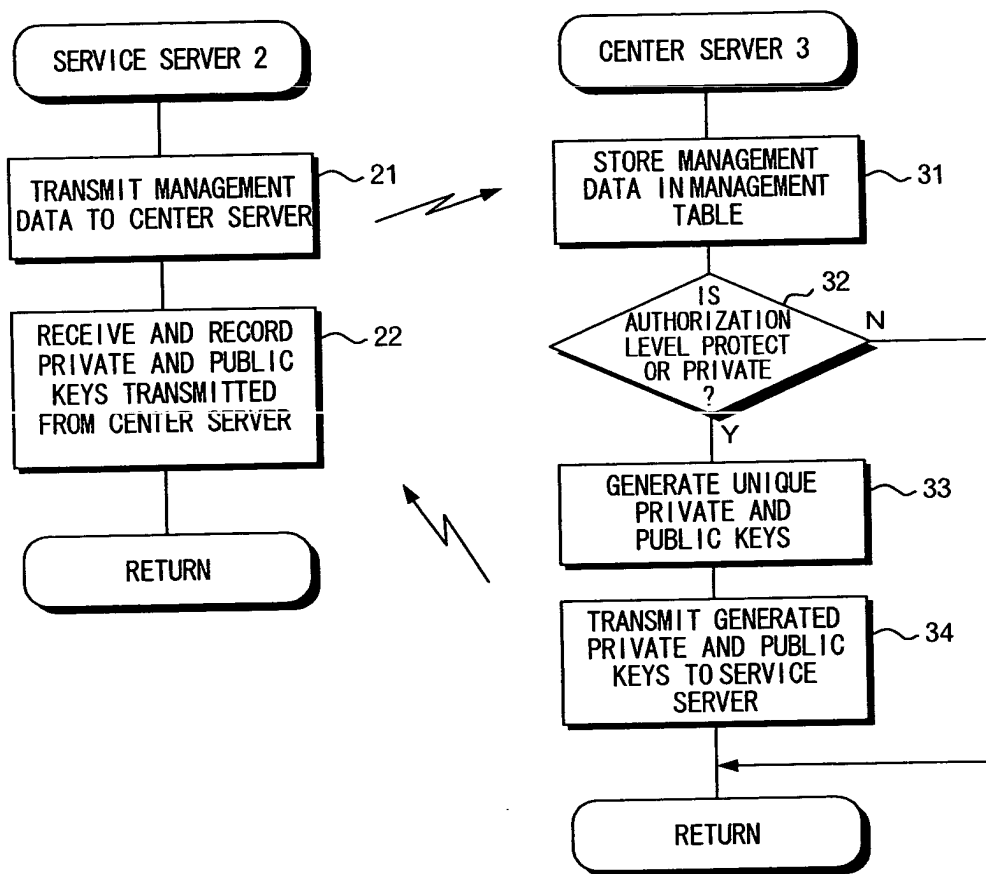 SERVICE SERVER 2
TRANSMIT MANAGEMENT
DATA TO CENTER SERVER
21
RECEIVE AND RECORD
PRIVATE AND PUBLIC
KEYS TRANSMITTED
FROM CENTER SERVER
22
RETURN
CENTER SERVER 3
STORE MANAGEMENT
DATA IN MANAGEMENT
TABLE
31
IS
AUTHORIZATION
LEVEL PROTECT
OR PRIVATE
?
32
N
Y
GENERATE UNIQUE
PRIVATE AND
PUBLIC KEYS
33
TRANSMIT GENERATED
PRIVATE AND PUBLIC
KEYS TO SERVICE
SERVER
34
RETURN